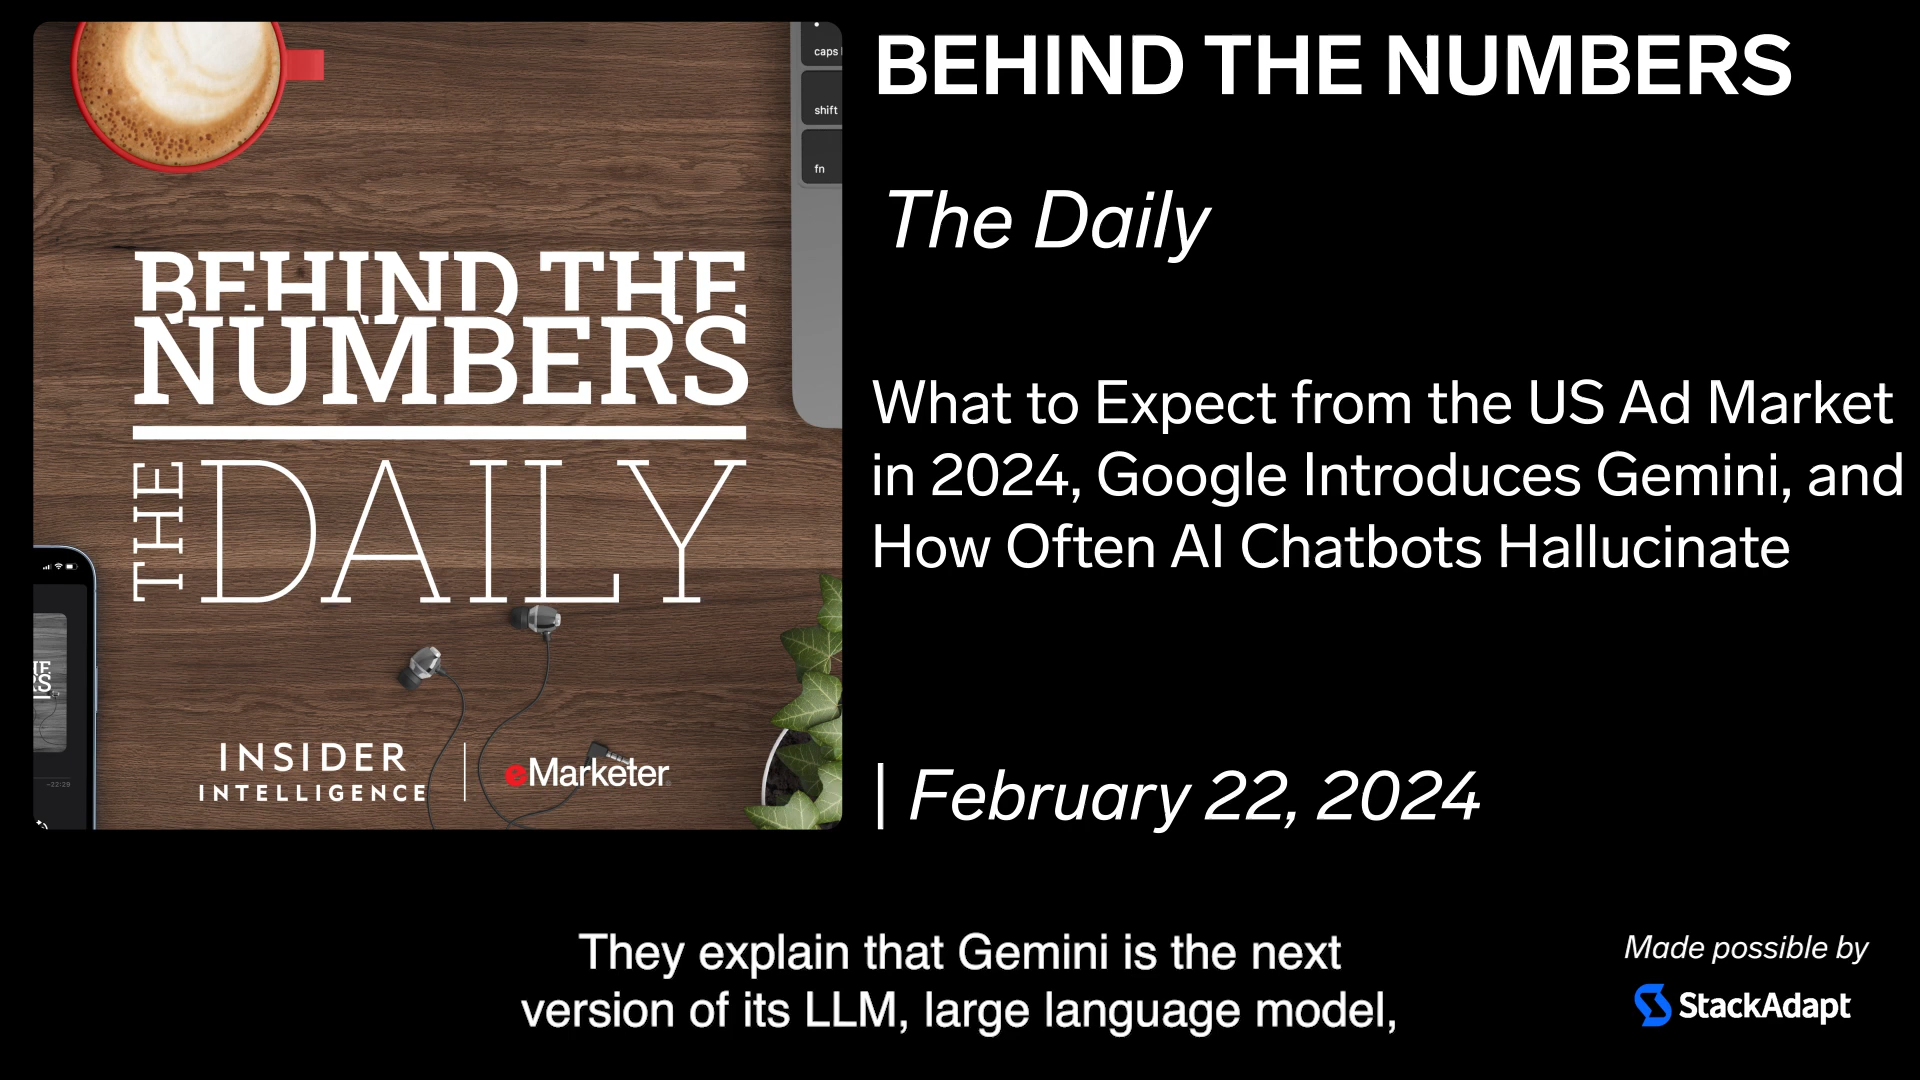 caps
shift
fn
BEHIND THE
NUMBERS
THE
DAILY
INSIDER
INTELLIGENCE
eMarketer
-22:29
BEHIND THE NUMBERS
The Daily
What to Expect from the US Ad Market
in 2024, Google Introduces Gemini, and
How Often AI Chatbots Hallucinate
| February 22, 2024
They explain that Gemini is the next
version of its LLM, large language model,
Made possible by
StackAdapt